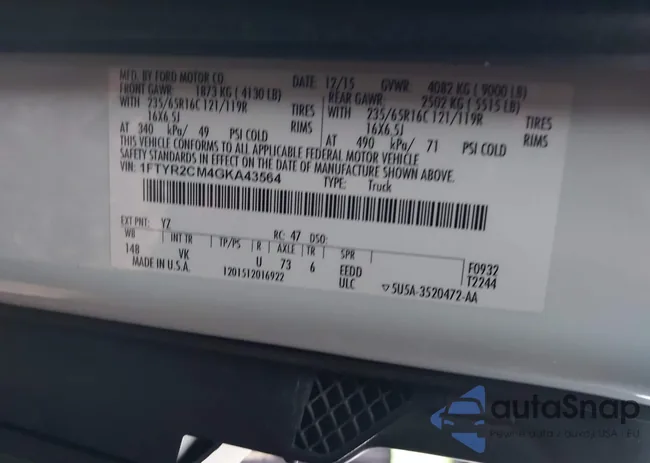 MFD. BY FORD MOTOR CO. DATE: 12/15 GVWR: 4082 KG ( 9000 LB)
FRONT GAWR: 1873 KG ( 4130 LB) REAR GAWR: 2502 KG ( 5515 LB)
WITH 235/65R16C 121/119R TIRES WITH 235/65R16C 121/119R TIRES
16X6.5J RIMS 16X6.5J RIMS
AT 340 kPa/ 49 PSI COLD AT 490 kPa/ 71 PSI COLD
THIS VEHICLE CONFORMS TO ALL APPLICABLE FEDERAL MOTOR VEHICLE
SAFETY STANDARDS IN EFFECT ON THE DATE OF MANUFACTURE SHOWN ABOVE.
VIN: 1FTYR2CM4GKA43564 TYPE: Truck
EXT PNT: YZ RC: 47 DSO:
WB INT TR TP/PS R AXLE TR SPR
148 VK U 73 6 EEDD F0932
MADE IN U.S.A. 1201512016922 ULC T2244
5U5A-3520472-AA
autoSnap